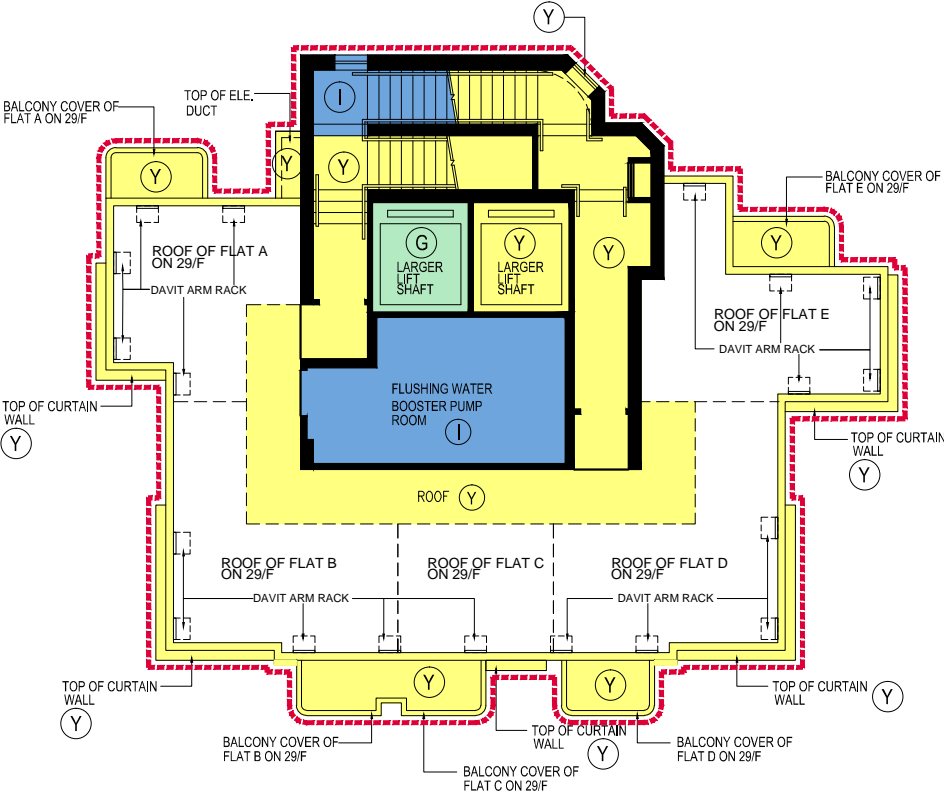 Y
BALCONY COVER OF
FLAT A ON 29/F
TOP OF ELE.
DUCT
I
Y
Y
Y
BALCONY COVER OF
FLAT E ON 29/F
Y
ROOF OF FLAT A
ON 29/F
DAVIT ARM RACK
G
LARGER
LIFT
SHAFT
Y
LARGER
LIFT
SHAFT
Y
ROOF OF FLAT E
ON 29/F
DAVIT ARM RACK
FLUSHING WATER
BOOSTER PUMP
ROOM
I
TOP OF CURTAIN
WALL
Y
TOP OF CURTAIN
WALL
Y
ROOF
Y
ROOF OF FLAT B
ON 29/F
ROOF OF FLAT C
ON 29/F
ROOF OF FLAT D
ON 29/F
DAVIT ARM RACK
DAVIT ARM RACK
Y
Y
TOP OF CURTAIN
WALL
Y
TOP OF CURTAIN
WALL
Y
BALCONY COVER OF
FLAT B ON 29/F
TOP OF CURTAIN
WALL
Y
BALCONY COVER OF
FLAT D ON 29/F
BALCONY COVER OF
FLAT C ON 29/F